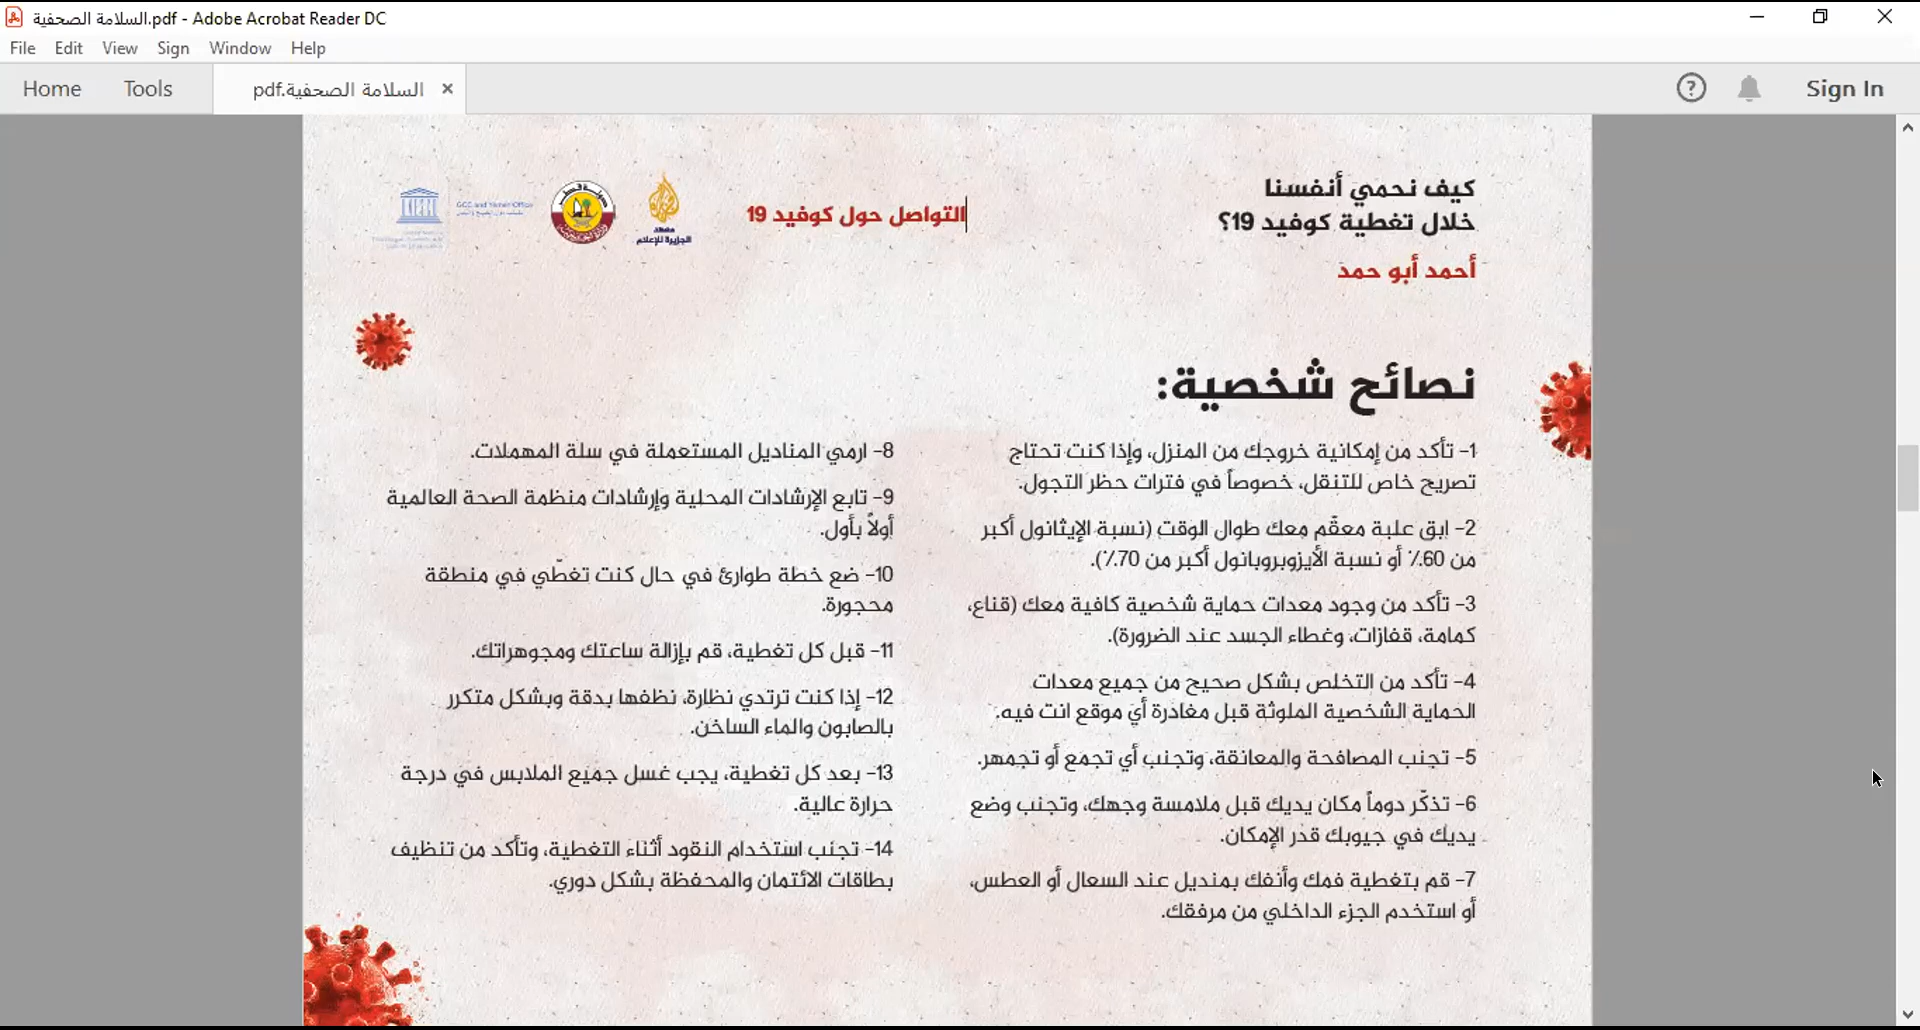 السلامة الصحفية.pdf - Adobe Acrobat Reader DC
File Edit View Sign Window Help
Home Tools السلامة الصحفية.pdf × ? Sign In
كيف نحمي أنفسنا
خلال تغطية كوفيد 19؟
أحمد أبو حمد
التواصل حول كوفيد 19
معهد
الجزيرة للإعلام
GCC and Yemen Office
نصائح شخصية:
1- تأكد من إمكانية خروجك من المنزل، وإذا كنت تحتاج
تصريح خاص للتنقل، خصوصاً في فترات حظر التجول.
2- ابق علبة معقّم معك طوال الوقت (نسبة الإيثانول أكبر
من 60٪ أو نسبة الأيزوبروبانول أكبر من 70٪).
3- تأكد من وجود معدات حماية شخصية كافية معك (قناع،
كمامة، قفازات، وغطاء الجسد عند الضرورة).
4- تأكد من التخلص بشكل صحيح من جميع معدات
الحماية الشخصية الملوثة قبل مغادرة أي موقع انت فيه.
5- تجنب المصافحة والمعانقة، وتجنب أي تجمع أو تجمهر.
6- تذكّر دوماً مكان يديك قبل ملامسة وجهك، وتجنب وضع
يديك في جيوبك قدر الإمكان.
7- قم بتغطية فمك وأنفك بمنديل عند السعال أو العطس،
أو استخدم الجزء الداخلي من مرفقك.
8- ارمي المناديل المستعملة في سلة المهملات.
9- تابع الإرشادات المحلية وإرشادات منظمة الصحة العالمية
أولاً بأول.
10- ضع خطة طوارئ في حال كنت تغطّي في منطقة
محجورة.
11- قبل كل تغطية، قم بإزالة ساعتك ومجوهراتك.
12- إذا كنت ترتدي نظارة، نظفها بدقة وبشكل متكرر
بالصابون والماء الساخن.
13- بعد كل تغطية، يجب غسل جميع الملابس في درجة
حرارة عالية.
14- تجنب استخدام النقود أثناء التغطية، وتأكد من تنظيف
بطاقات الائتمان والمحفظة بشكل دوري.